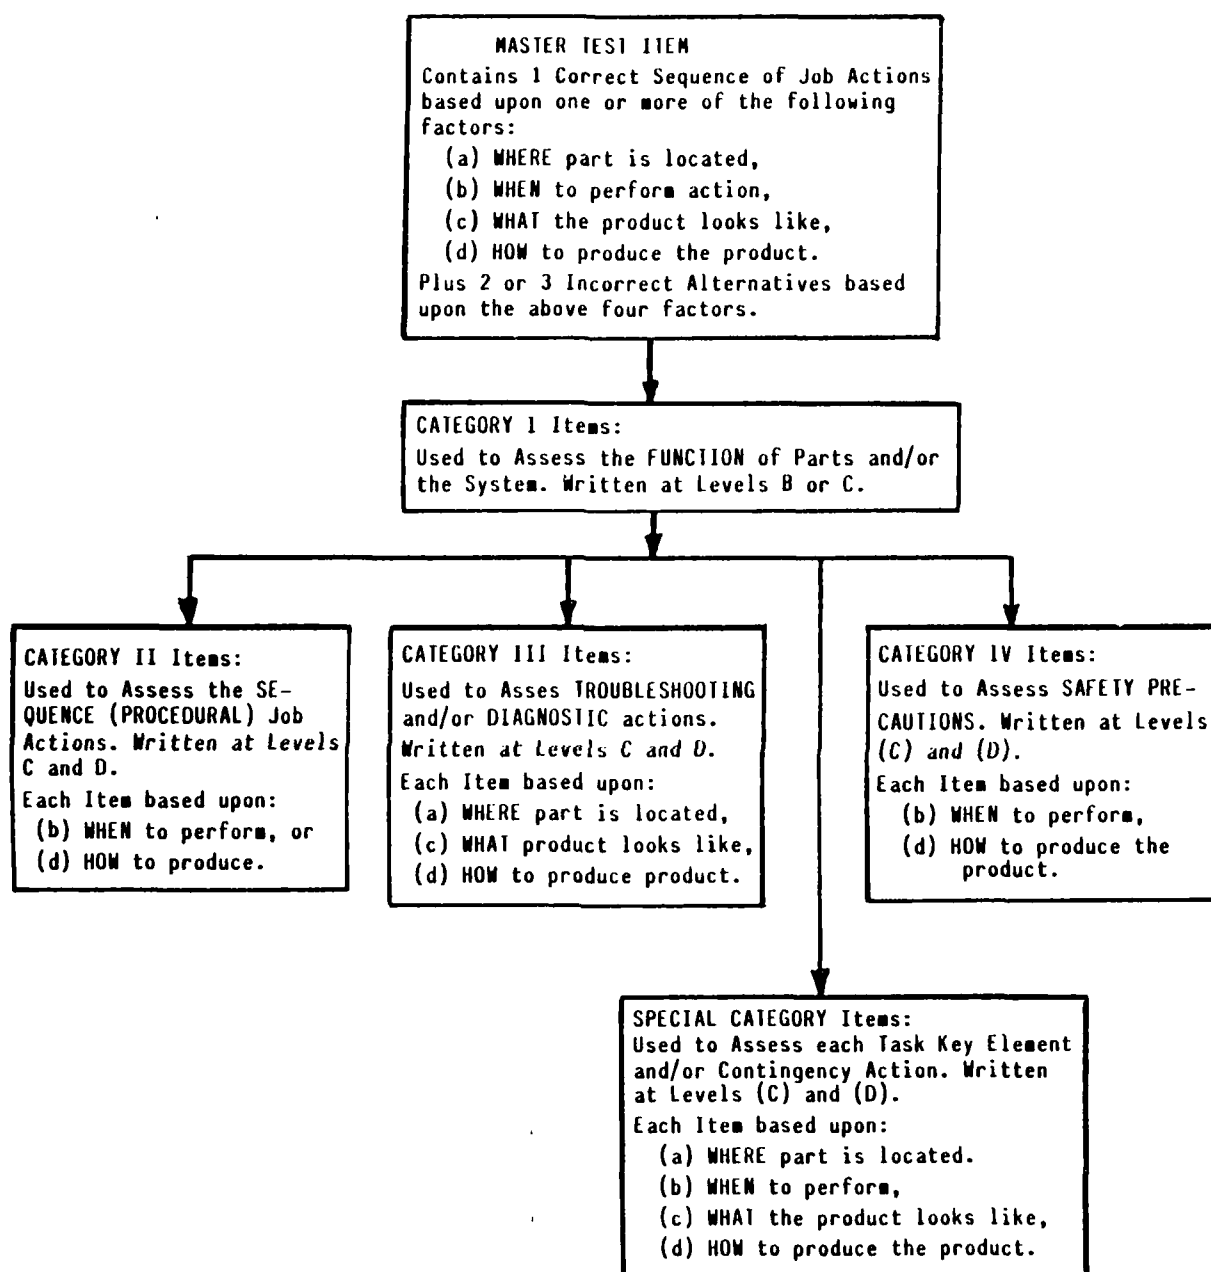 MASTER TEST ITEM
Contains 1 Correct Sequence of Job Actions
based upon one or more of the following
factors:
(a) WHERE part is located,
(b) WHEN to perform action,
(c) WHAT the product looks like,
(d) HOW to produce the product.
Plus 2 or 3 Incorrect Alternatives based
upon the above four factors.
CATEGORY I Items:
Used to Assess the FUNCTION of Parts and/or
the System. Written at Levels B or C.
CATEGORY II Items:
Used to Assess the SE-
QUENCE (PROCEDURAL) Job
Actions. Written at Levels
C and D.
Each Item based upon:
(b) WHEN to perform, or
(d) HOW to produce.
CATEGORY III Items:
Used to Asses TROUBLESHOOTING
and/or DIAGNOSTIC actions.
Written at Levels C and D.
Each Item based upon:
(a) WHERE part is located,
(c) WHAT product looks like,
(d) HOW to produce product.
CATEGORY IV Items:
Used to Assess SAFETY PRE-
CAUTIONS. Written at Levels
(C) and (D).
Each Item based upon:
(b) WHEN to perform,
(d) HOW to produce the
product.
SPECIAL CATEGORY Items:
Used to Assess each Task Key Element
and/or Contingency Action. Written
at Levels (C) and (D).
Each Item based upon:
(a) WHERE part is located.
(b) WHEN to perform,
(c) WHAT the product looks like,
(d) HOW to produce the product.